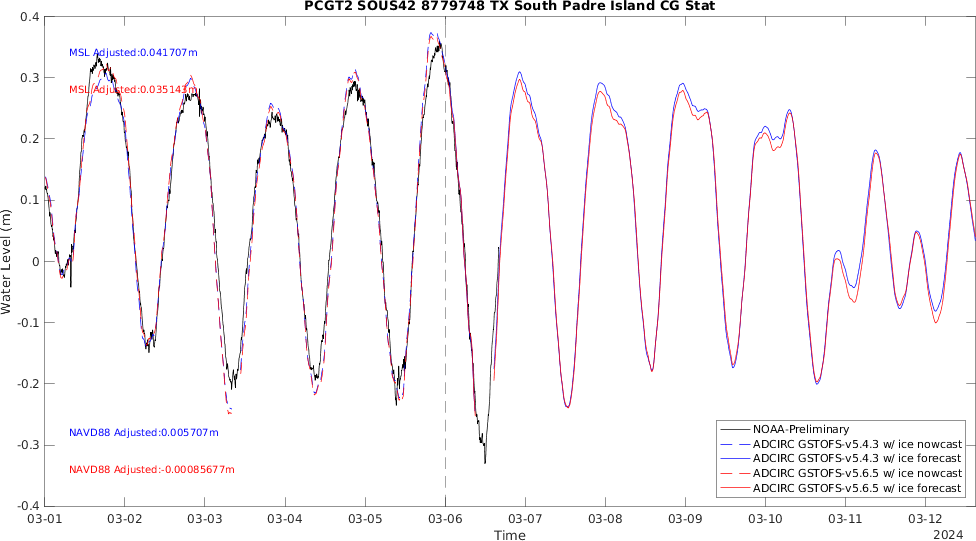 PCGT2 SOUS42 8779748 TX South Padre Island CG Stat
0.4
0.3
0.2
0.1
0
-0.1
-0.2
-0.3
-0.4
Water Level (m)
MSL Adjusted:0.041707m
MSL Adjusted:0.035143m
NAVD88 Adjusted:0.005707m
NAVD88 Adjusted:-0.00085677m
NOAA-Preliminary
ADCIRC GSTOFS-v5.4.3 w/ ice nowcast
ADCIRC GSTOFS-v5.4.3 w/ ice forecast
ADCIRC GSTOFS-v5.6.5 w/ ice nowcast
ADCIRC GSTOFS-v5.6.5 w/ ice forecast
03-01 03-02 03-03 03-04 03-05 03-06 03-07 03-08 03-09 03-10 03-11 03-12
Time
2024